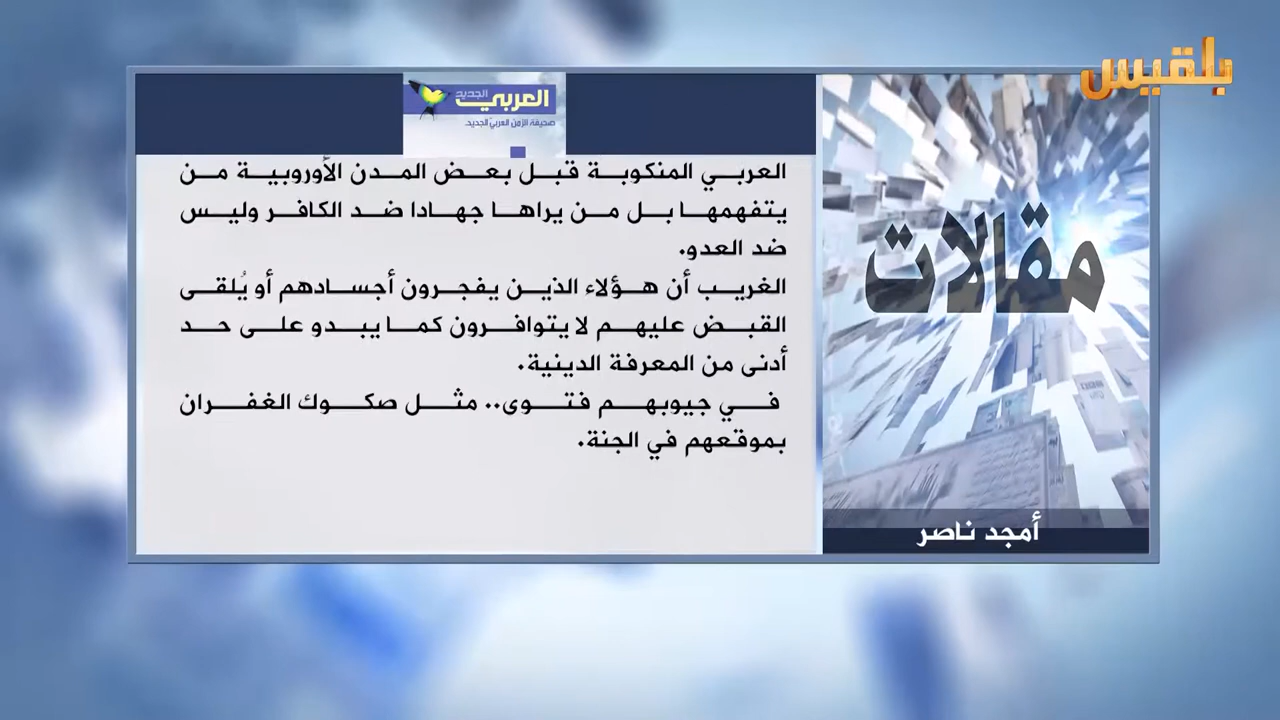 بلقيس
العربي الجديد
صحيفة الزمن العربي الجديد.
العربي المنكوبة قبل بعض المدن الأوروبية من
يتفهمها بل من يراها جهادا ضد الكافر وليس
ضد العدو.
الغريب أن هؤلاء الذين يفجرون أجسادهم أو يُلقى
القبض عليهم لا يتوافرون كما يبدو على حد
أدنى من المعرفة الدينية.
في جيوبهم فتوى.. مثل صكوك الغفران
بموقعهم في الجنة.
مقالات
أمجد ناصر